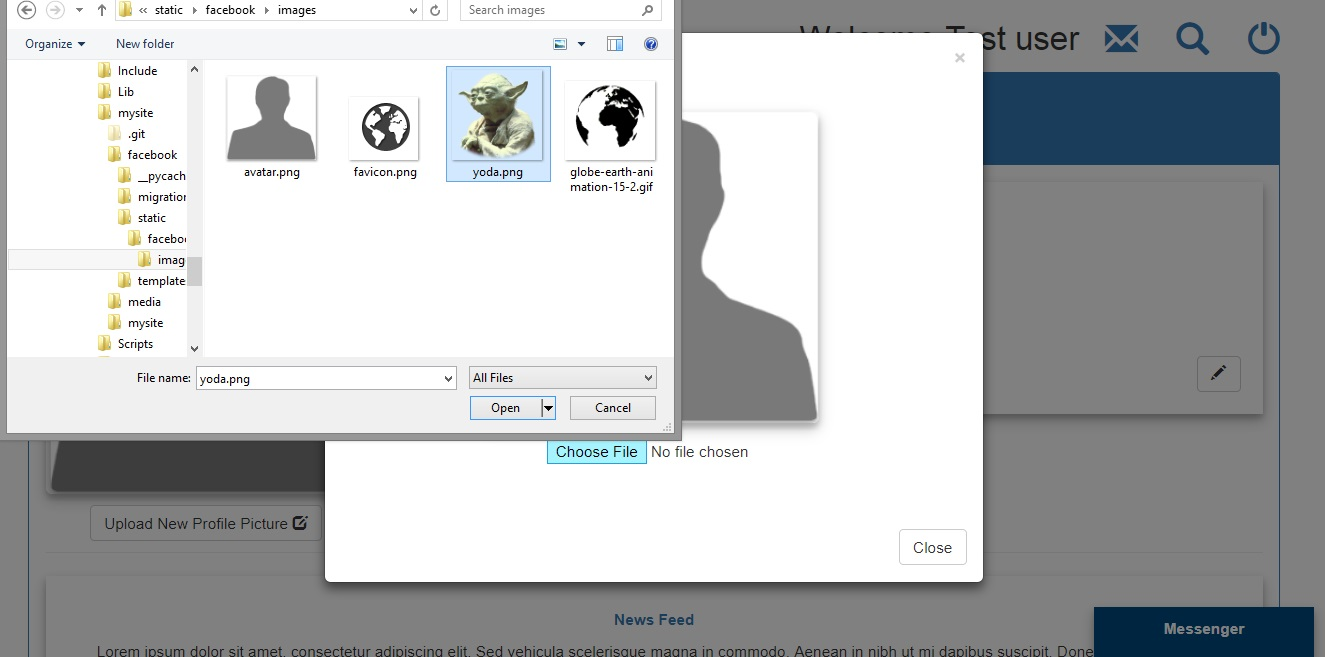 « static facebook images
Search images
Organize
New folder
Include
Lib
mysite
.git
facebook
__pycach
migration
static
facebo
imag
template
media
mysite
Scripts
avatar.png
favicon.png
yoda.png
globe-earth-ani
mation-15-2.gif
File name: yoda.png
All Files
Open
Cancel
st user
×
Choose File No file chosen
Upload New Profile Picture
Close
News Feed
Messenger
Lorem ipsum dolor sit amet, consectetur adipiscing elit. Sed vehicula scelerisque magna in commodo. Aenean in nibh ut mi dapibus suscipit. Done